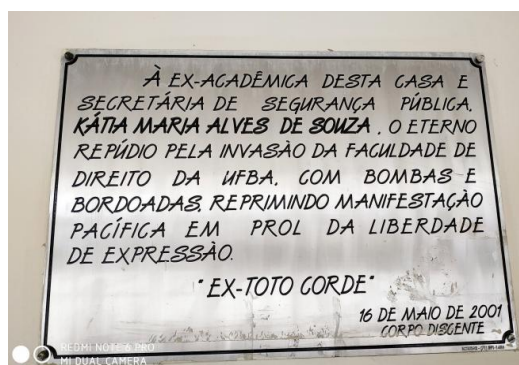 À EX-ACADÊMICA DESTA CASA E
SECRETÁRIA DE SEGURANÇA PÚBLICA,
KÁTIA MARIA ALVES DE SOUZA, O ETERNO
REPÚDIO PELA INVASÃO DA FACULDADE DE
DIREITO DA UFBA, COM BOMBAS E
BORDOADAS, REPRIMINDO MANIFESTAÇÃO
PACÍFICA EM PROL DA LIBERDADE
DE EXPRESSÃO.
"EX-TOTO CORDE"
16 DE MAIO DE 2001
CORPO DISCENTE
REDMI NOTE 6 PRO
MI DUAL CAMERA